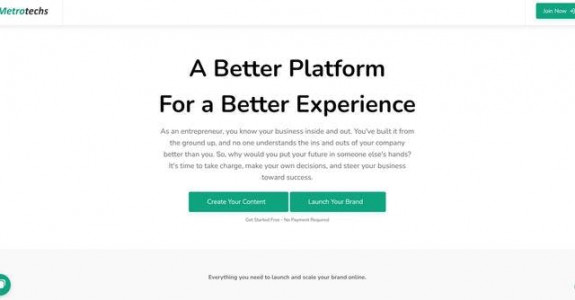 Metrotechs
Join Now
A Better Platform
For a Better Experience
As an entrepreneur, you know your business inside and out. You've built it from
the ground up, and no one understands the ins and outs of your company
better than you. So, why would you put your future in someone else's hands?
It's time to take charge, make your own decisions, and steer your business
toward success.
Create Your Content
Launch Your Brand
Get Started Free - No Payment Required
Everything you need to launch and scale your brand online.